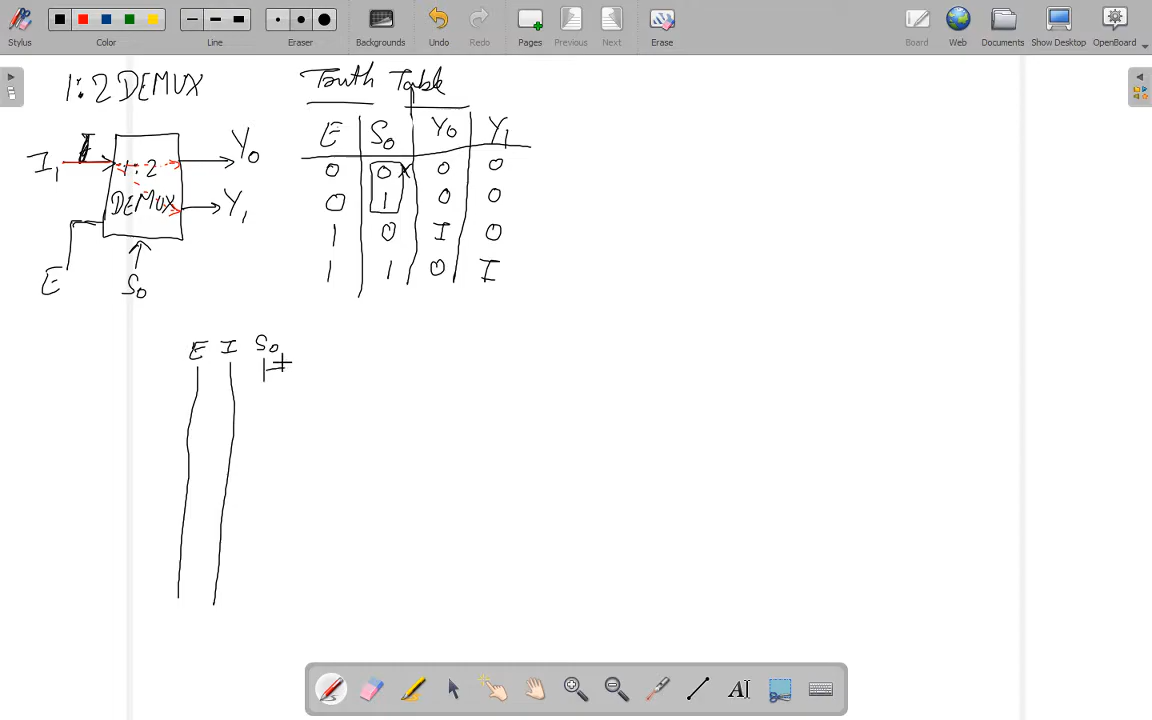 Stylus Color Line Eraser Backgrounds Undo Redo Pages Previous Next Erase Board Web Documents Show Desktop OpenBoard
1:2 DEMUX
I1
1:2
DEMUX
Y0
Y1
E
S0
Truth Table
E S0 Y0 Y1
0 0 x 0 0
0 1 0 0
1 0 I 0
1 1 0 I
E I S0
AI